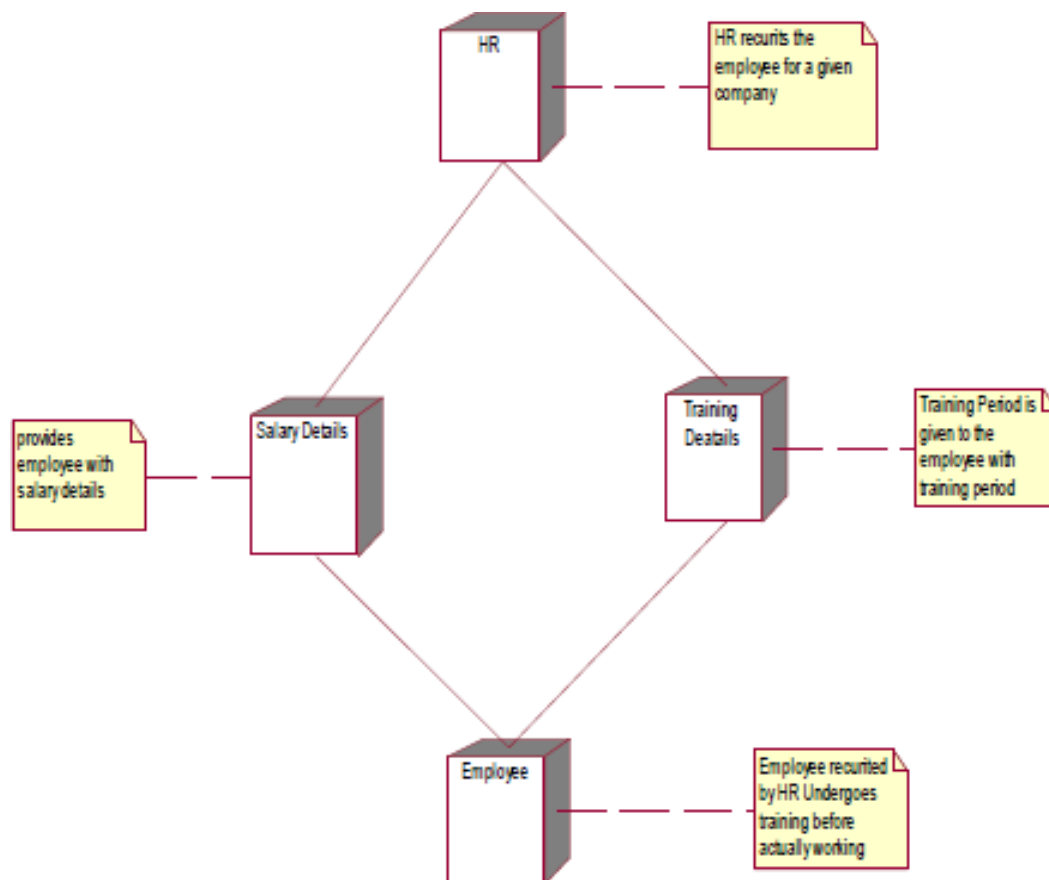 HR
HR recurits the
employee for a given
company
Salary Details
provides
employee with
salary details
Training
Deatails
Training Period is
given to the
employee with
training period
Employee
Employee recurited
by HR Undergoes
training before
actually working